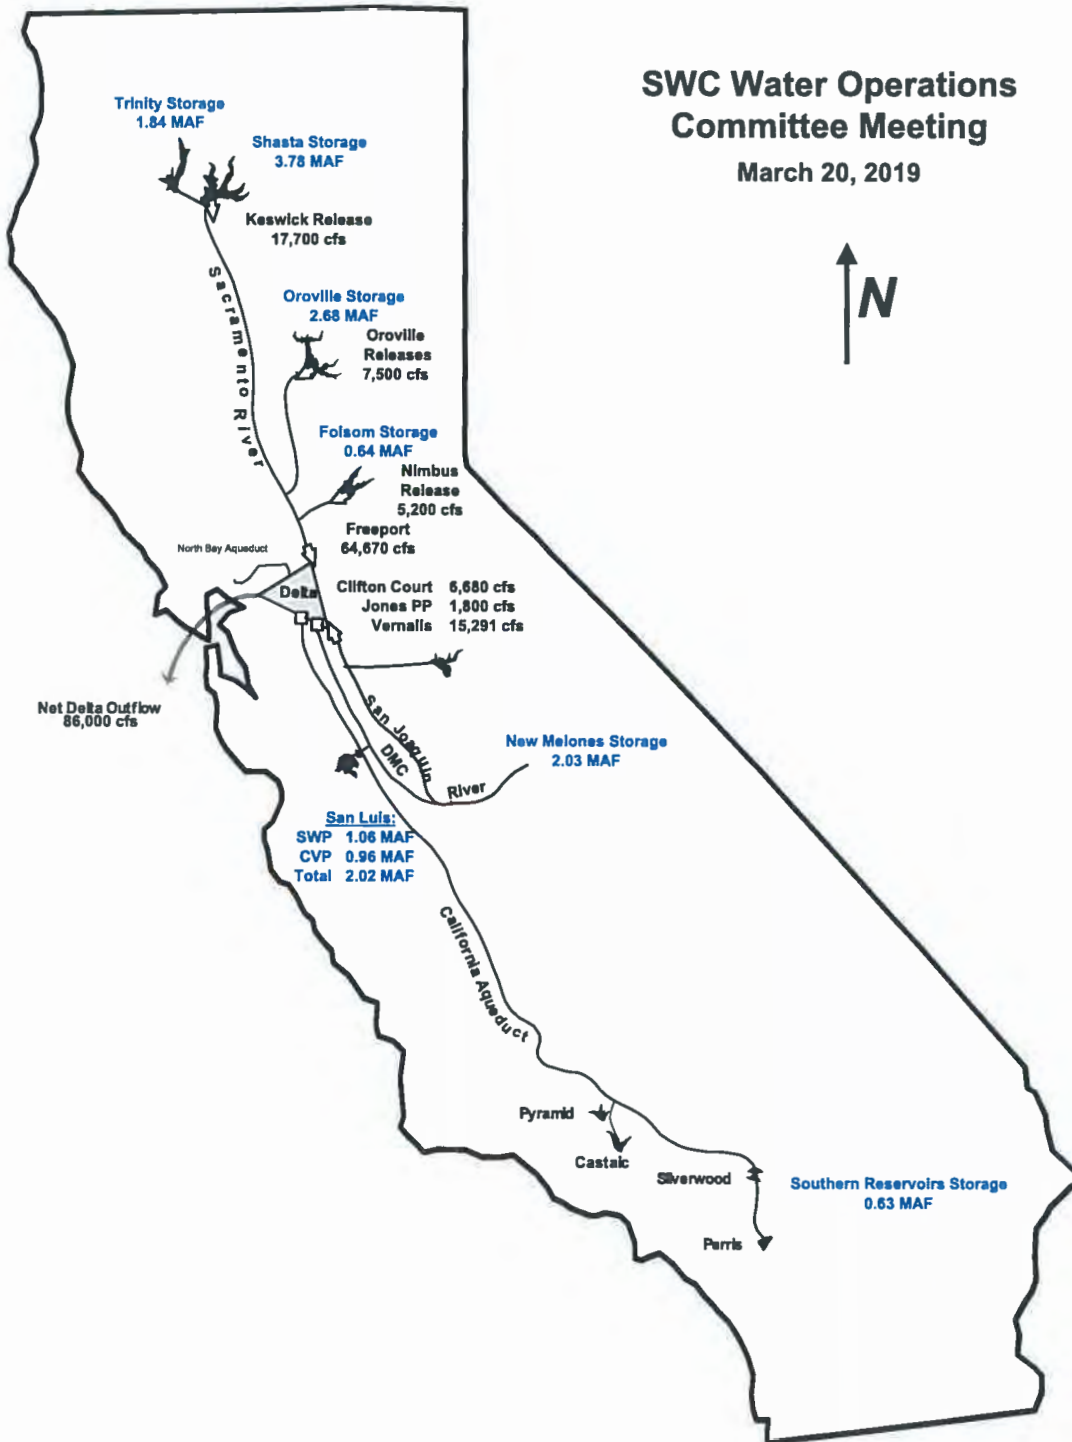 SWC Water Operations
Committee Meeting
March 20, 2019
N
Trinity Storage
1.84 MAF
Shasta Storage
3.78 MAF
Keswick Release
17,700 cfs
Sacramento River
Oroville Storage
2.68 MAF
Oroville
Releases
7,500 cfs
Folsom Storage
0.64 MAF
Nimbus
Release
5,200 cfs
Freeport
64,670 cfs
North Bay Aqueduct
Delta
Clifton Court 6,680 cfs
Jones PP 1,800 cfs
Vernalis 15,291 cfs
Net Delta Outflow
86,000 cfs
San Joaquin
River
DMC
New Melones Storage
2.03 MAF
San Luis:
SWP 1.06 MAF
CVP 0.96 MAF
Total 2.02 MAF
California Aqueduct
Pyramid
Castaic
Silverwood
Perris
Southern Reservoirs Storage
0.63 MAF